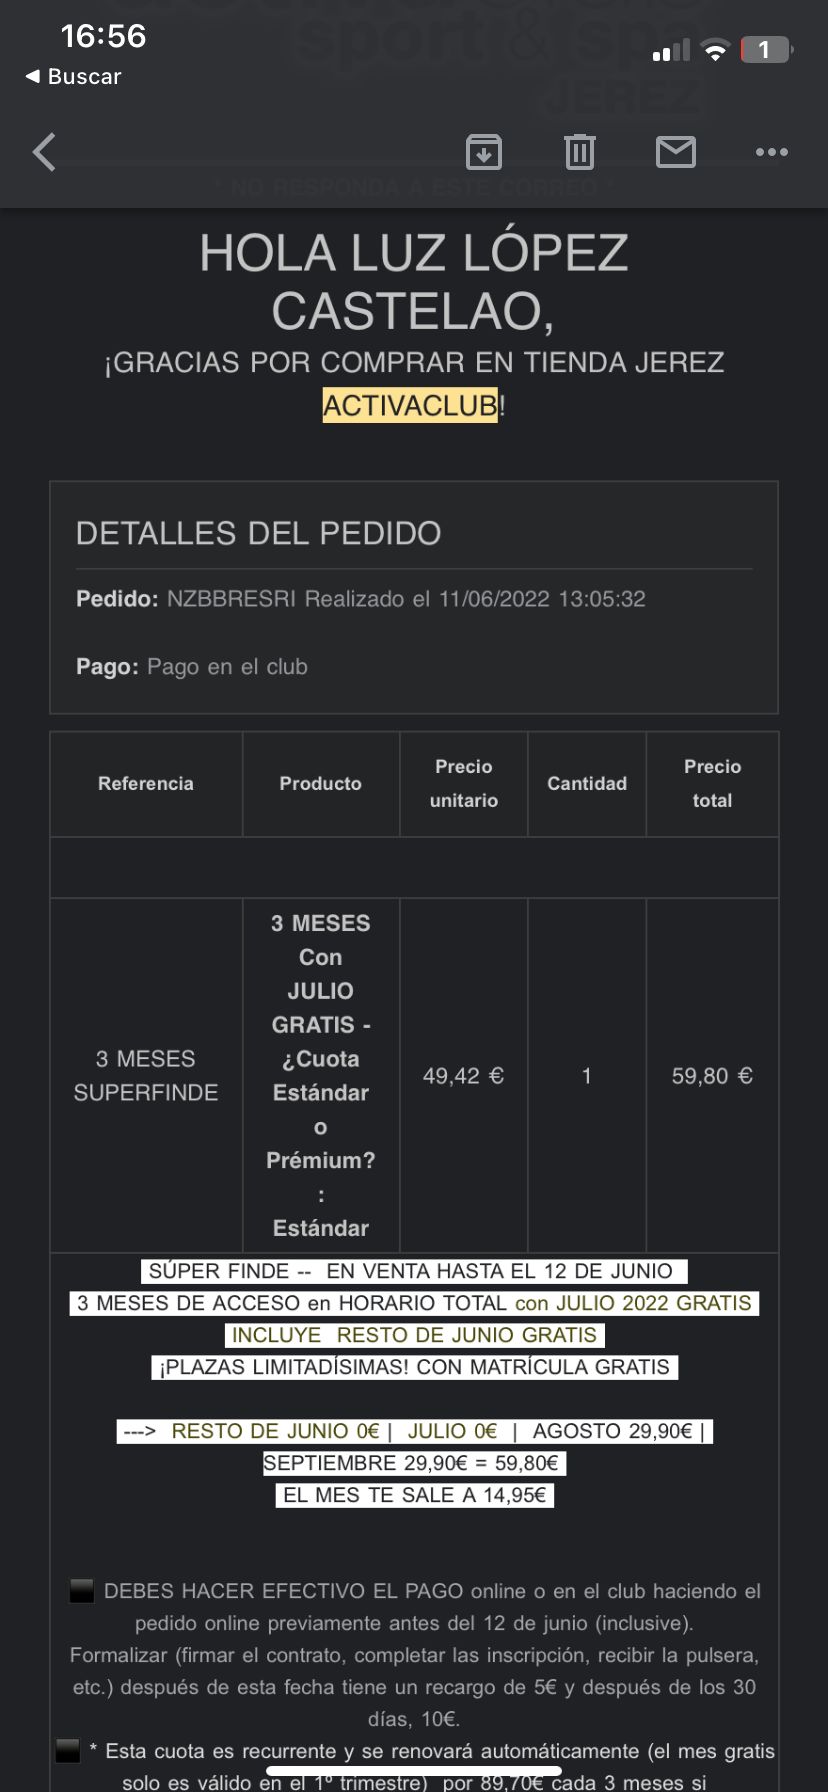 sport & spa
JEREZ
16:56
1
◄ Buscar
* NO RESPONDA A ESTE CORREO *
HOLA LUZ LÓPEZ
CASTELAO,
¡GRACIAS POR COMPRAR EN TIENDA JEREZ
ACTIVACLUB!
DETALLES DEL PEDIDO
Pedido: NZBBRESRI Realizado el 11/06/2022 13:05:32
Pago: Pago en el club
Referencia Producto Precio unitario Cantidad Precio total
3 MESES
SUPERFINDE
3 MESES
Con
JULIO
GRATIS -
¿Cuota
Estándar
o
Prémium?
:
Estándar
49,42 €
1
59,80 €
SÚPER FINDE -- EN VENTA HASTA EL 12 DE JUNIO
3 MESES DE ACCESO en HORARIO TOTAL con JULIO 2022 GRATIS
INCLUYE RESTO DE JUNIO GRATIS
¡PLAZAS LIMITADÍSIMAS! CON MATRÍCULA GRATIS
---> RESTO DE JUNIO 0€ | JULIO 0€ | AGOSTO 29,90€ |
SEPTIEMBRE 29,90€ = 59,80€
EL MES TE SALE A 14,95€
DEBES HACER EFECTIVO EL PAGO online o en el club haciendo el
pedido online previamente antes del 12 de junio (inclusive).
Formalizar (firmar el contrato, completar las inscripción, recibir la pulsera,
etc.) después de esta fecha tiene un recargo de 5€ y después de los 30
días, 10€.
* Esta cuota es recurrente y se renovará automáticamente (el mes gratis
solo es válido en el 1º trimestre) por 89,70€ cada 3 meses si